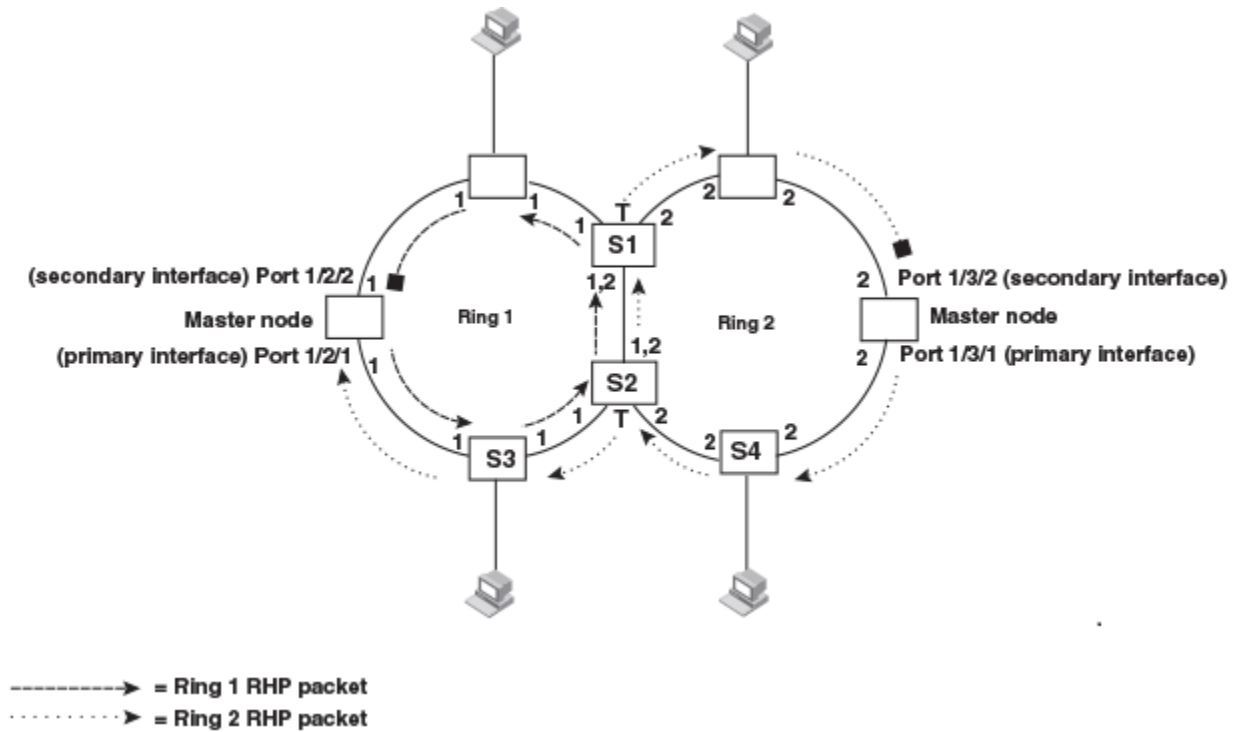 1
1
T
2
2
2
1
S1
1,2
(secondary interface) Port 1/2/2
1
2
Port 1/3/2 (secondary interface)
Master node
Ring 1
Ring 2
Master node
(primary interface) Port 1/2/1
1
1,2
2
Port 1/3/1 (primary interface)
S2
1
T
2
1
S3
1
2
S4
2
= Ring 1 RHP packet
= Ring 2 RHP packet